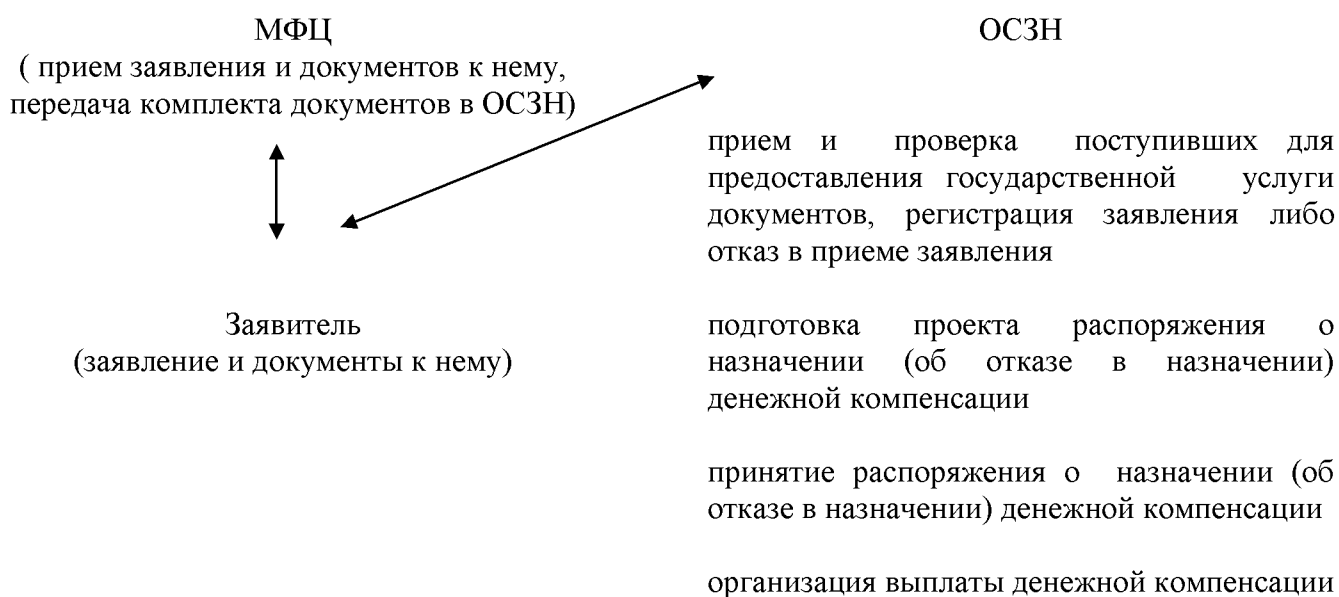 МФЦ
( прием заявления и документов к нему,
передача комплекта документов в ОСЗН)
Заявитель
(заявление и документы к нему)
ОСЗН
прием и проверка поступивших для
предоставления государственной услуги
документов, регистрация заявления либо
отказ в приеме заявления
подготовка проекта распоряжения о
назначении (об отказе в назначении)
денежной компенсации
принятие распоряжения о назначении (об
отказе в назначении) денежной компенсации
организация выплаты денежной компенсации